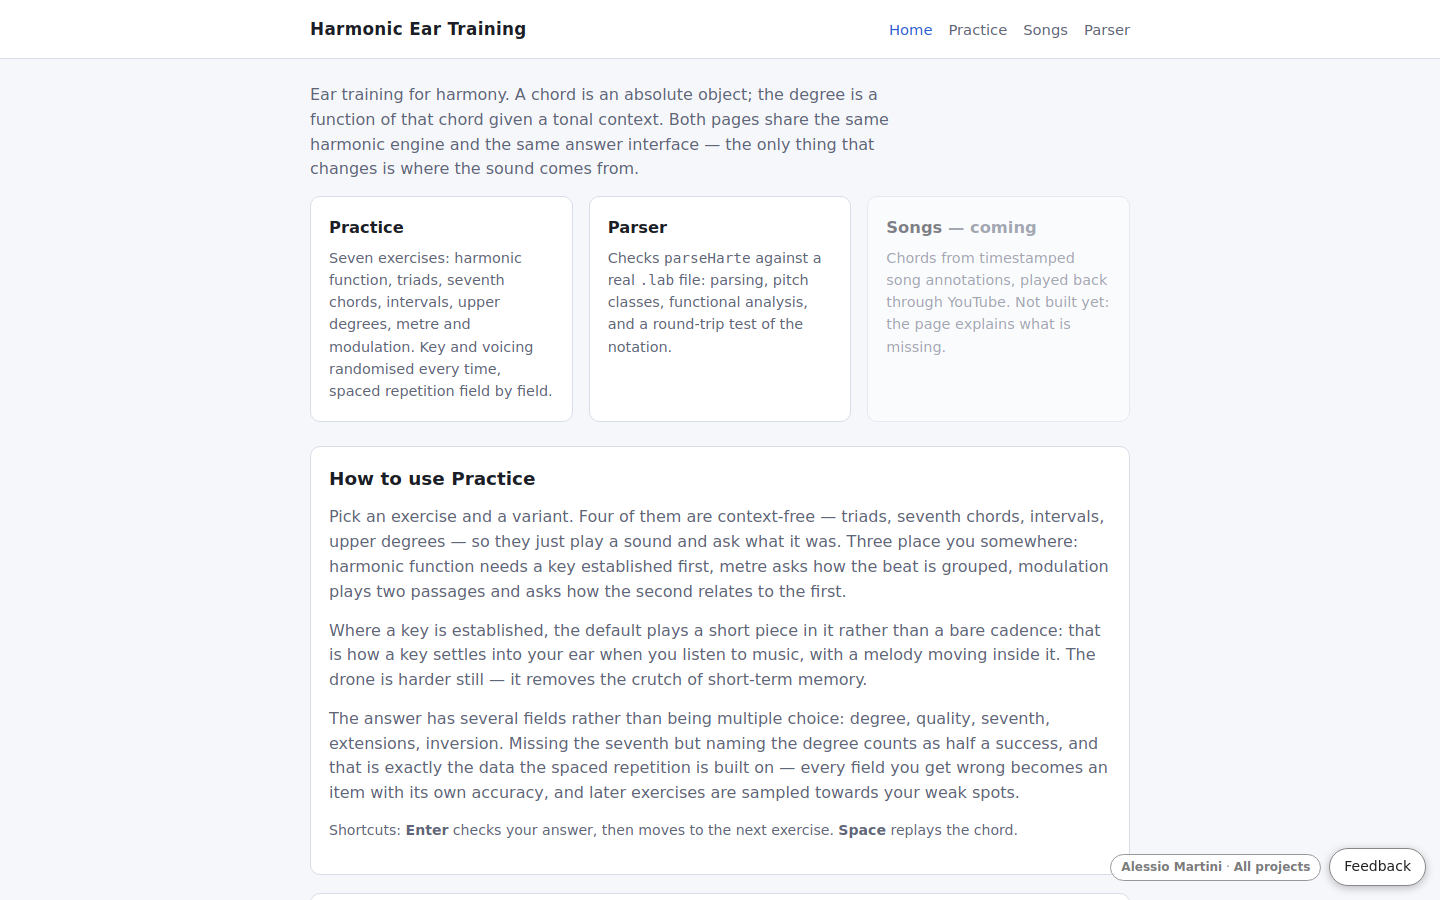 Harmonic Ear Training
Home Practice Songs Parser
Ear training for harmony. A chord is an absolute object; the degree is a
function of that chord given a tonal context. Both pages share the same
harmonic engine and the same answer interface — the only thing that
changes is where the sound comes from.
Practice
Seven exercises: harmonic
function, triads, seventh
chords, intervals, upper
degrees, metre and
modulation. Key and voicing
randomised every time,
spaced repetition field by field.
Parser
Checks parseHarte against a
real .lab file: parsing, pitch
classes, functional analysis,
and a round-trip test of the
notation.
Songs — coming
Chords from timestamped
song annotations, played back
through YouTube. Not built yet:
the page explains what is
missing.
How to use Practice
Pick an exercise and a variant. Four of them are context-free — triads, seventh chords, intervals,
upper degrees — so they just play a sound and ask what it was. Three place you somewhere:
harmonic function needs a key established first, metre asks how the beat is grouped, modulation
plays two passages and asks how the second relates to the first.
Where a key is established, the default plays a short piece in it rather than a bare cadence: that
is how a key settles into your ear when you listen to music, with a melody moving inside it. The
drone is harder still — it removes the crutch of short-term memory.
The answer has several fields rather than being multiple choice: degree, quality, seventh,
extensions, inversion. Missing the seventh but naming the degree counts as half a success, and
that is exactly the data the spaced repetition is built on — every field you get wrong becomes an
item with its own accuracy, and later exercises are sampled towards your weak spots.
Shortcuts: Enter checks your answer, then moves to the next exercise. Space replays the chord.
Alessio Martini · All projects
Feedback